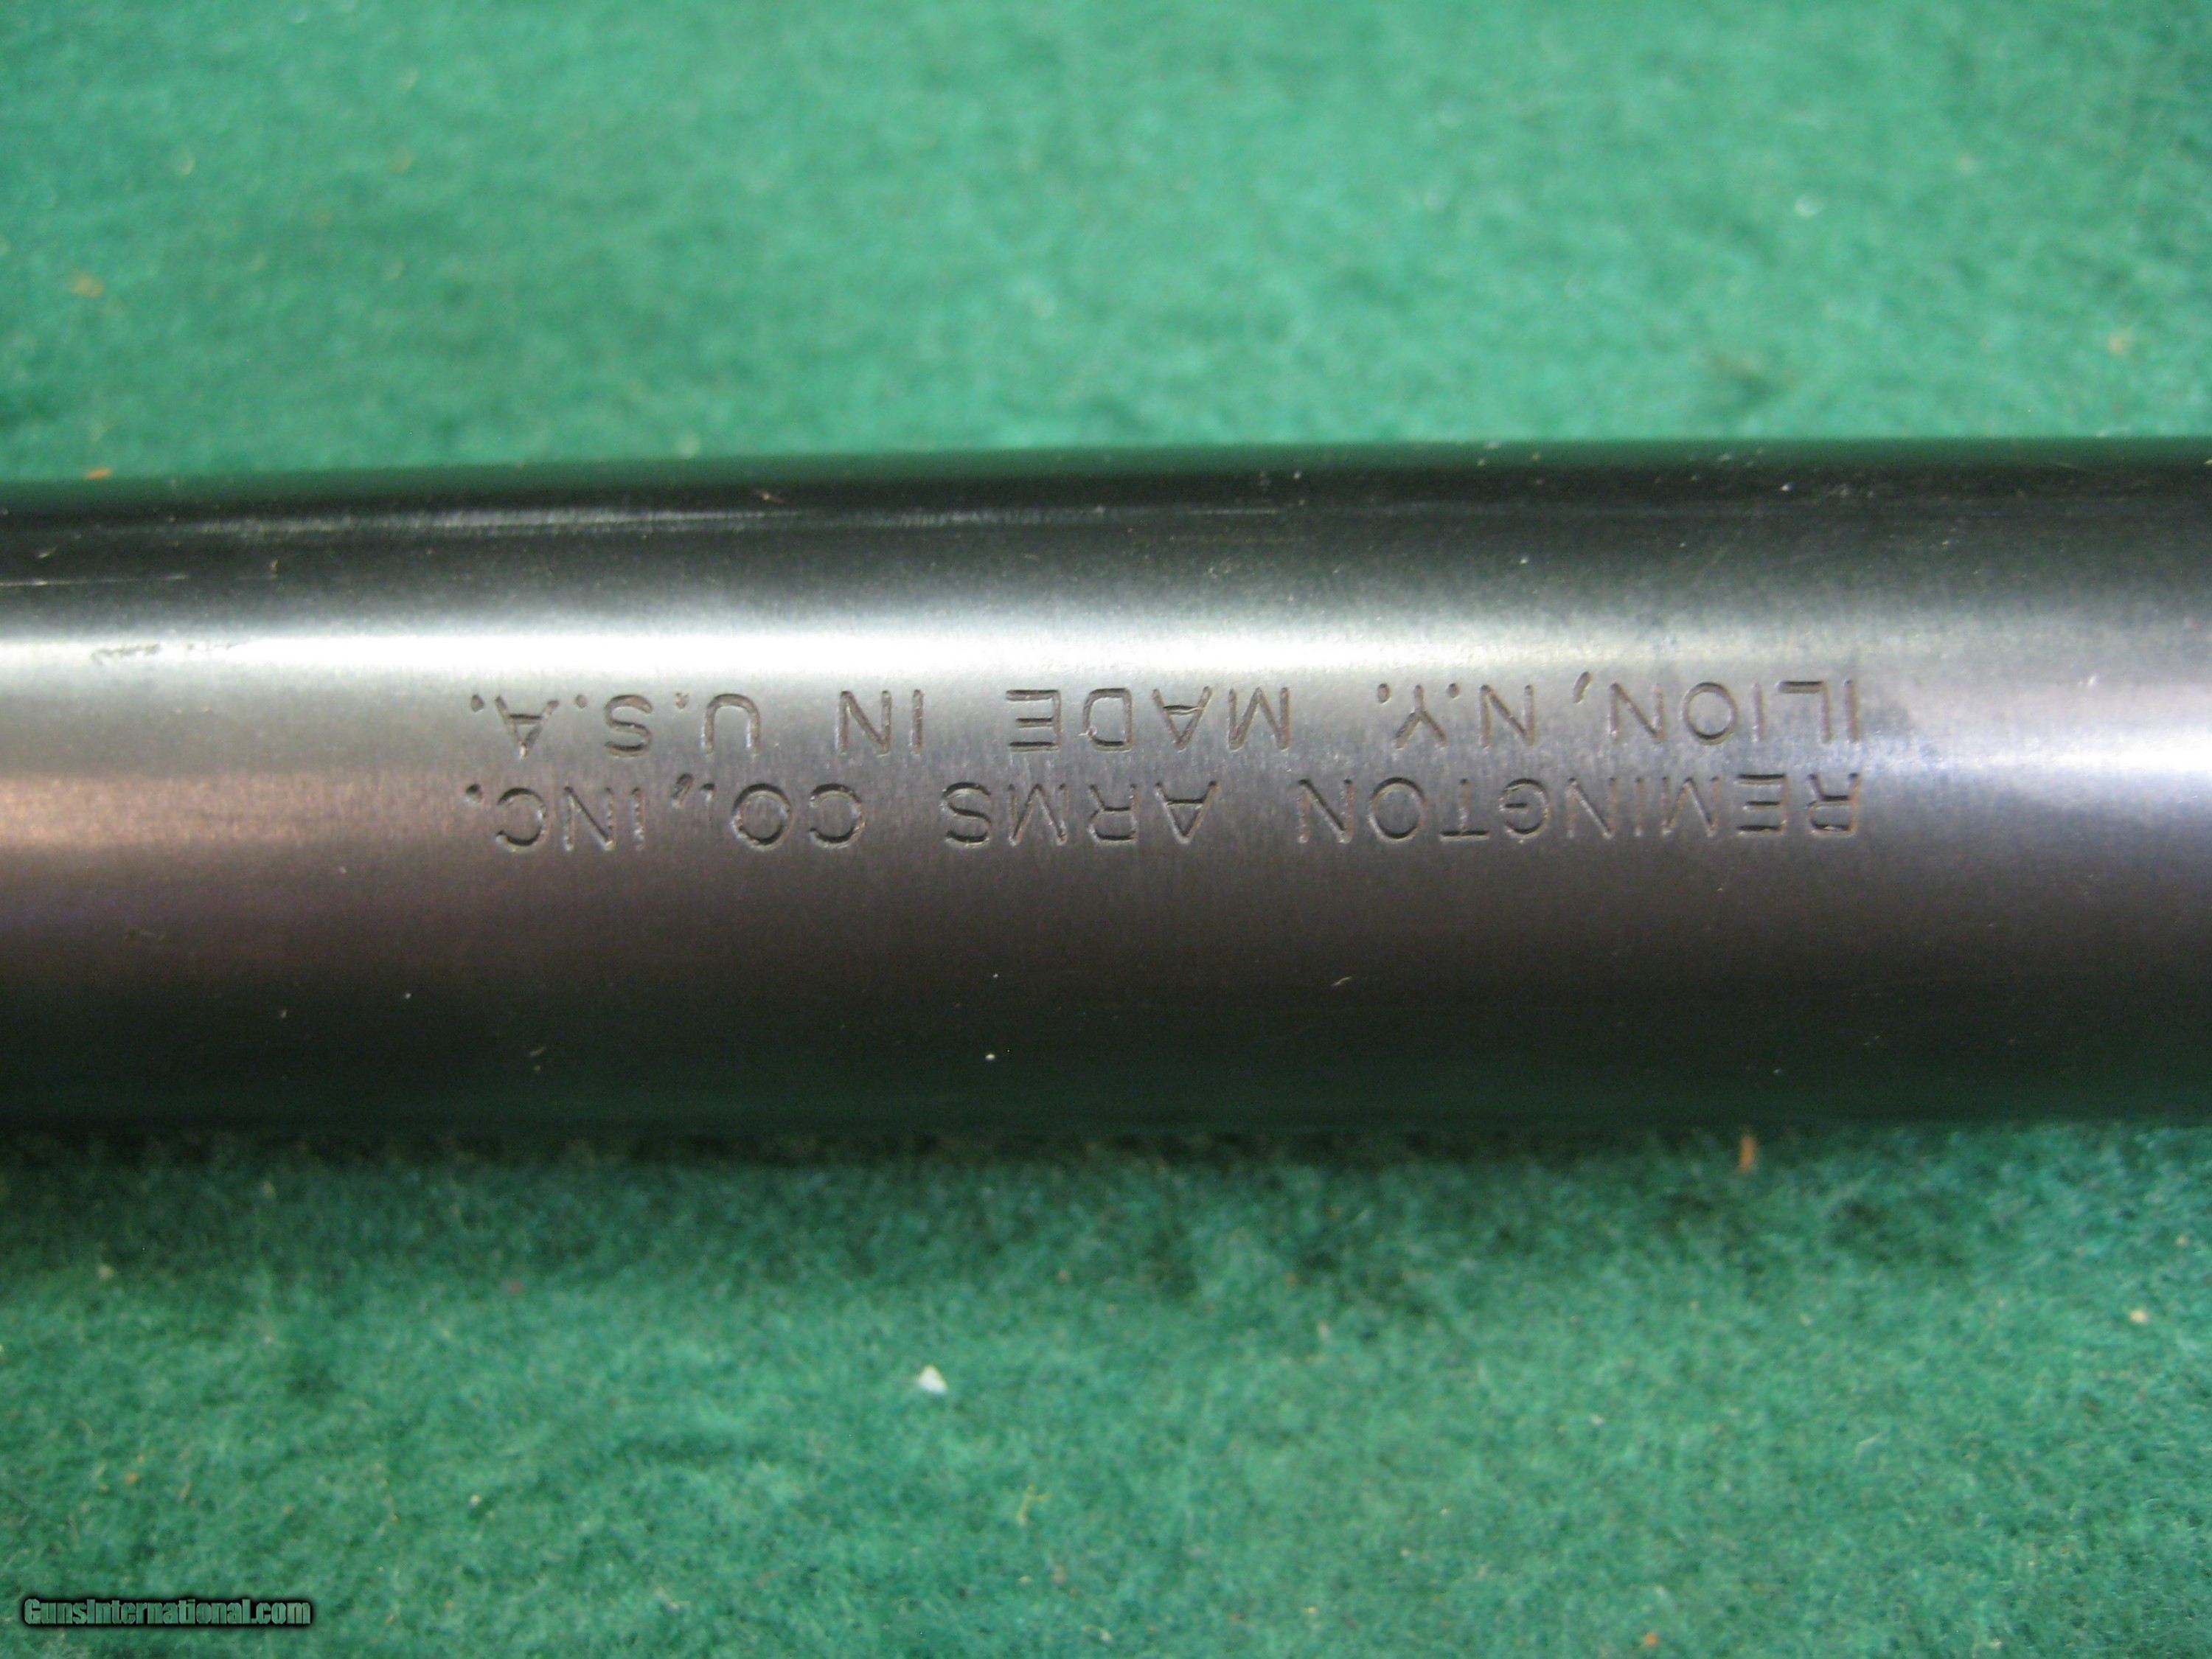 REMINGTON ARMS CO., INC.
ILION, N.Y. MADE IN U.S.A.
GunsInternational.com